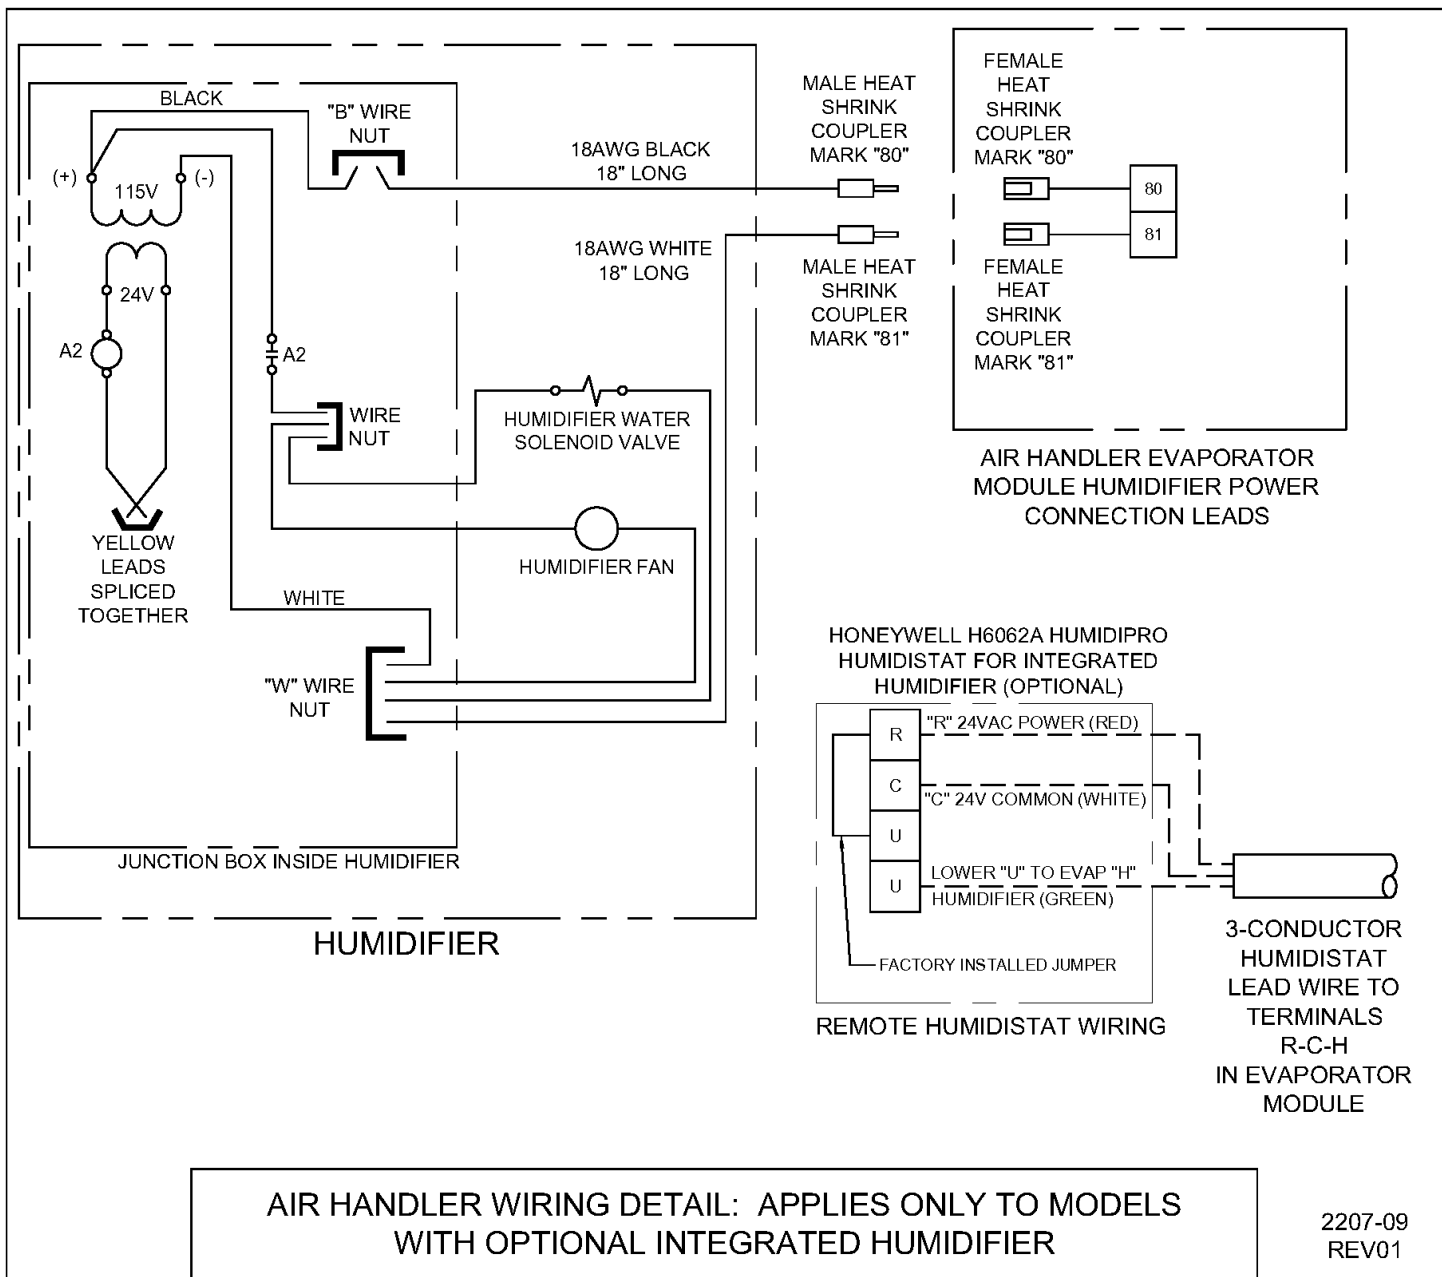 BLACK
"B" WIRE
NUT
(+)
115V
(-)
24V
A2
A2
WIRE
NUT
YELLOW
LEADS
SPLICED
TOGETHER
WHITE
"W" WIRE
NUT
JUNCTION BOX INSIDE HUMIDIFIER
18AWG BLACK
18" LONG
18AWG WHITE
18" LONG
HUMIDIFIER WATER
SOLENOID VALVE
HUMIDIFIER FAN
HUMIDIFIER
MALE HEAT
SHRINK
COUPLER
MARK "80"
MALE HEAT
SHRINK
COUPLER
MARK "81"
FEMALE
HEAT
SHRINK
COUPLER
MARK "80"
80
81
FEMALE
HEAT
SHRINK
COUPLER
MARK "81"
AIR HANDLER EVAPORATOR
MODULE HUMIDIFIER POWER
CONNECTION LEADS
HONEYWELL H6062A HUMIDIPRO
HUMIDISTAT FOR INTEGRATED
HUMIDIFIER (OPTIONAL)
R
"R" 24VAC POWER (RED)
C
"C" 24V COMMON (WHITE)
U
U
LOWER "U" TO EVAP "H"
HUMIDIFIER (GREEN)
FACTORY INSTALLED JUMPER
REMOTE HUMIDISTAT WIRING
3-CONDUCTOR
HUMIDISTAT
LEAD WIRE TO
TERMINALS
R-C-H
IN EVAPORATOR
MODULE
AIR HANDLER WIRING DETAIL: APPLIES ONLY TO MODELS
WITH OPTIONAL INTEGRATED HUMIDIFIER
2207-09
REV01